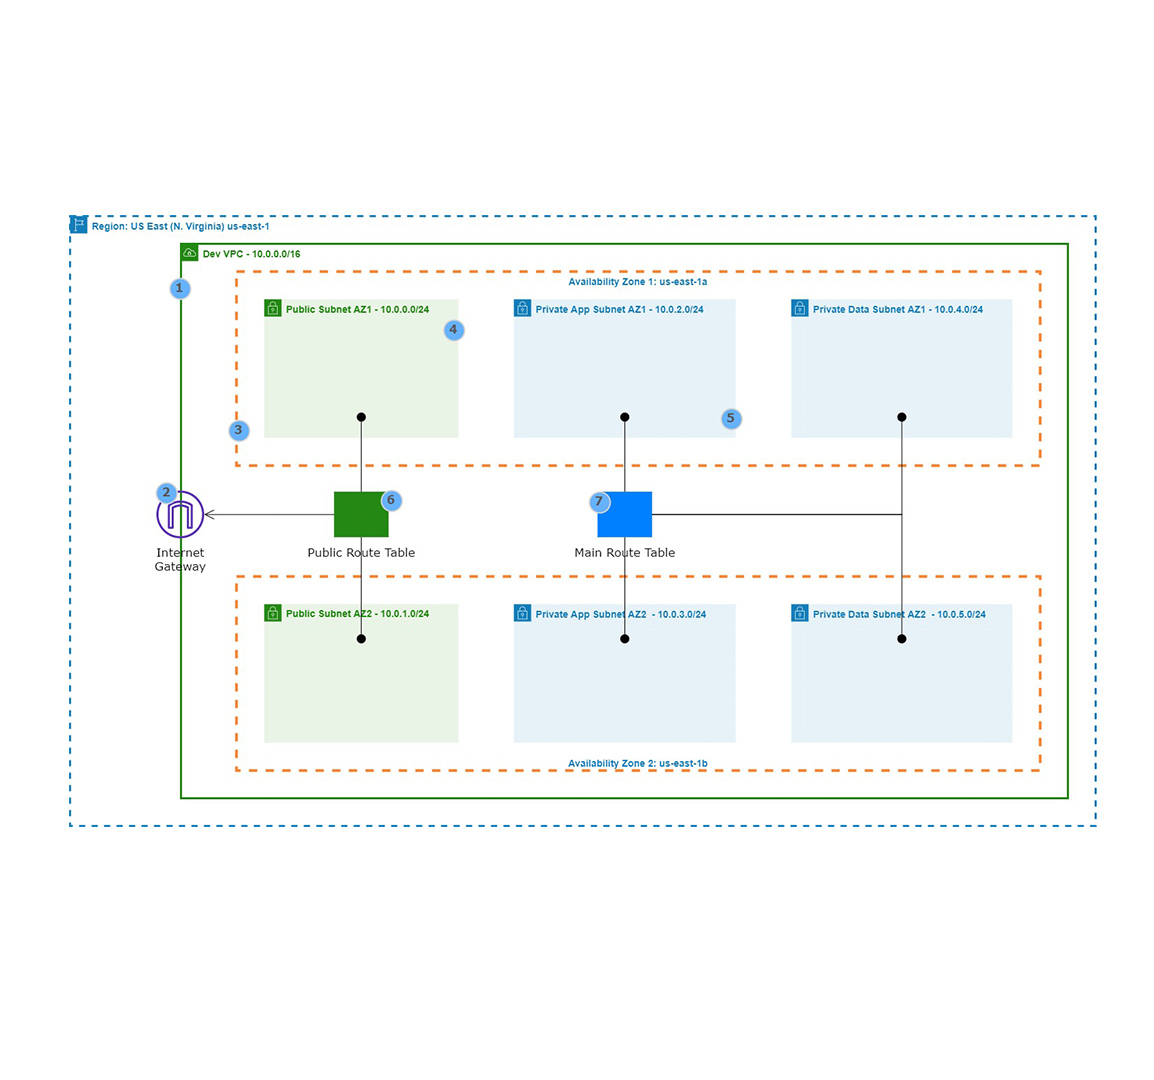 Region: US East (N. Virginia) us-east-1
Dev VPC - 10.0.0.0/16
1
Availability Zone 1: us-east-1a
Public Subnet AZ1 - 10.0.0.0/24
Private App Subnet AZ1 - 10.0.2.0/24
Private Data Subnet AZ1 - 10.0.4.0/24
4
5
3
2
6
7
Internet
Gateway
Public Route Table
Main Route Table
Public Subnet AZ2 - 10.0.1.0/24
Private App Subnet AZ2 - 10.0.3.0/24
Private Data Subnet AZ2 - 10.0.5.0/24
Availability Zone 2: us-east-1b